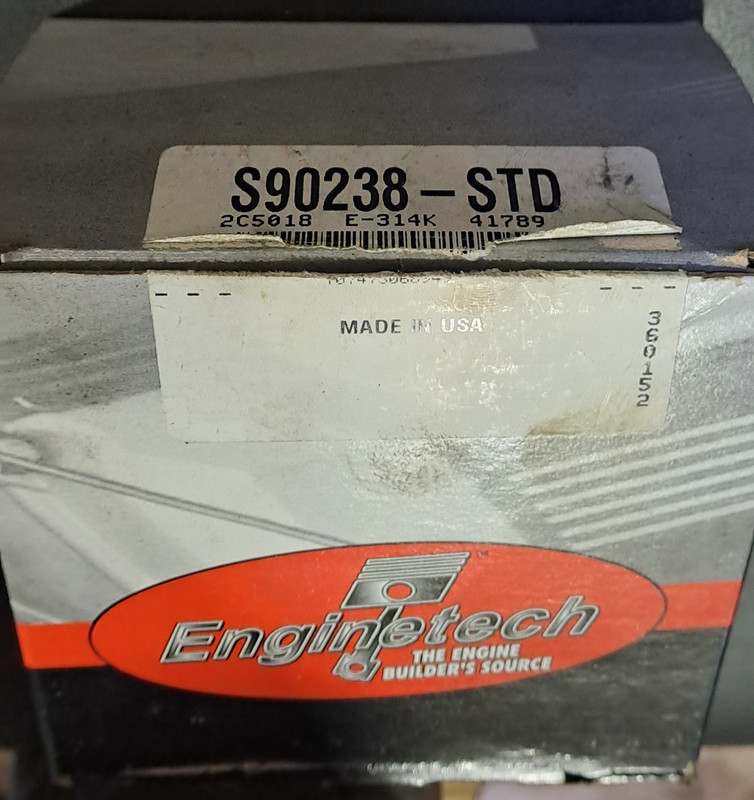 S90238-STD
2C5018 E-314K 41789
MADE IN USA
360152
Enginetech
THE ENGINE
BUILDER'S SOURCE